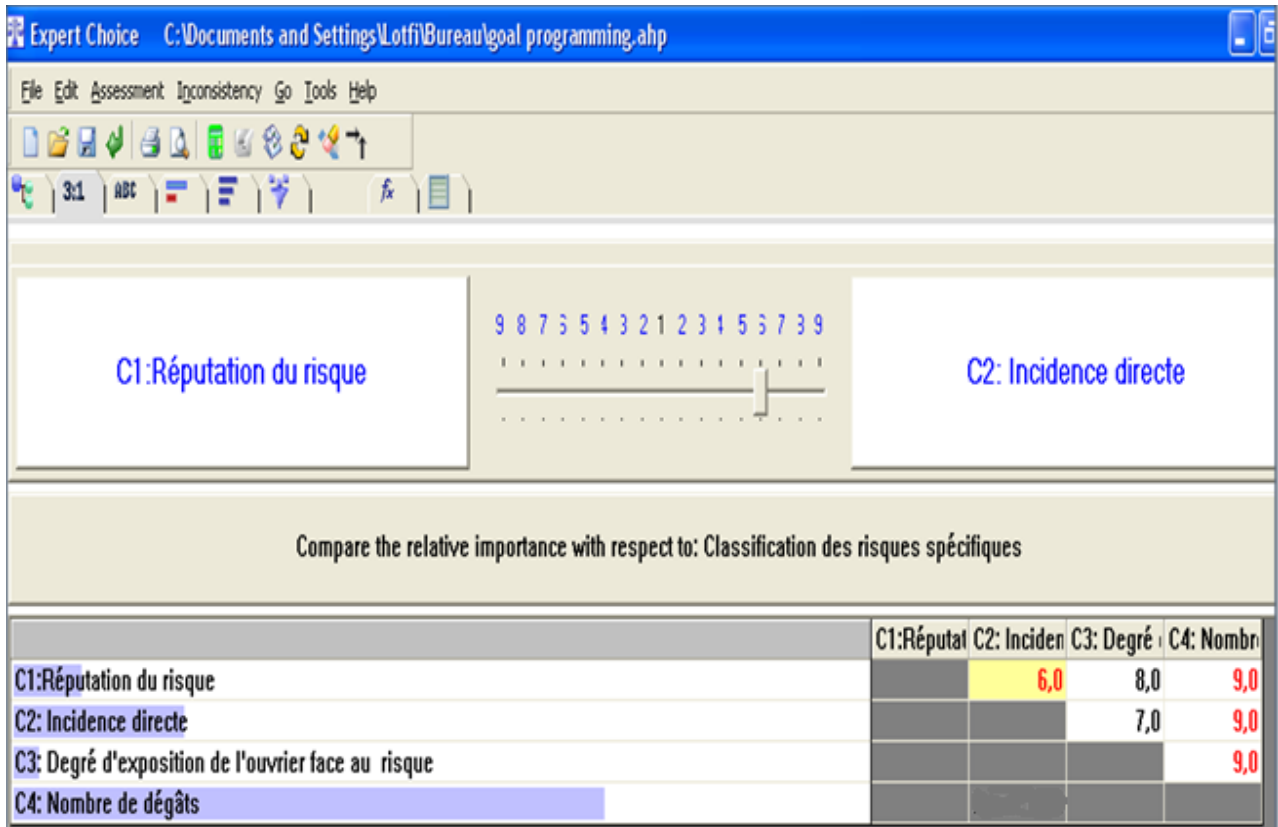 Expert Choice C:\Documents and Settings\Lotfi\Bureau\goal programming.ahp
File Edit Assessment Inconsistency Go Tools Help
3:1 ABC fx
9 8 7 6 5 4 3 2 1 2 3 4 5 6 7 8 9
C1:Réputation du risque
C2: Incidence directe
Compare the relative importance with respect to: Classification des risques spécifiques
C1:Réputat C2: Inciden C3: Degré C4: Nombr
C1:Réputation du risque 6,0 8,0 9,0
C2: Incidence directe 7,0 9,0
C3: Degré d'exposition de l'ouvrier face au risque 9,0
C4: Nombre de dégâts